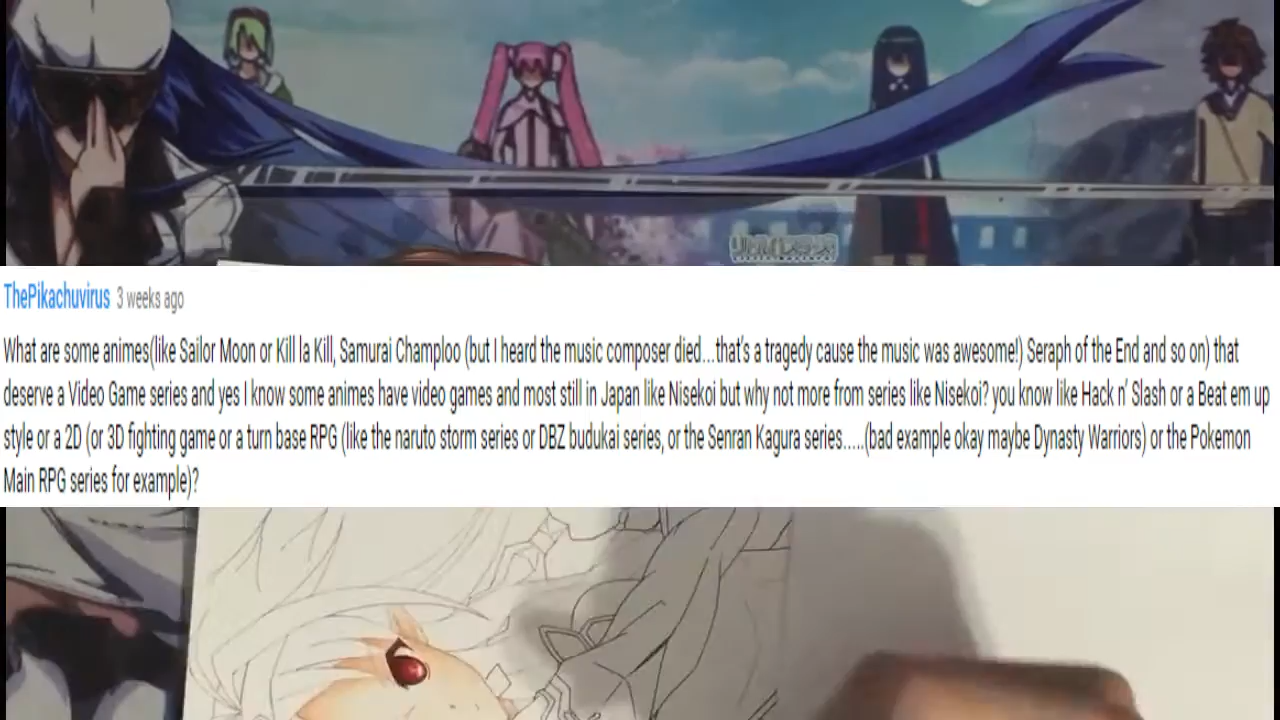 ThePikachuvirus 3 weeks ago
What are some animes(like Sailor Moon or Kill la Kill, Samurai Champloo (but I heard the music composer died...that's a tragedy cause the music was awesome!) Seraph of the End and so on) that
deserve a Video Game series and yes I know some animes have video games and most still in Japan like Nisekoi but why not more from series like Nisekoi? you know like Hack n' Slash or a Beat em up
style or a 2D (or 3D fighting game or a turn base RPG (like the naruto storm series or DBZ budukai series, or the Senran Kagura series.....(bad example okay maybe Dynasty Warriors) or the Pokemon
Main RPG series for example)?